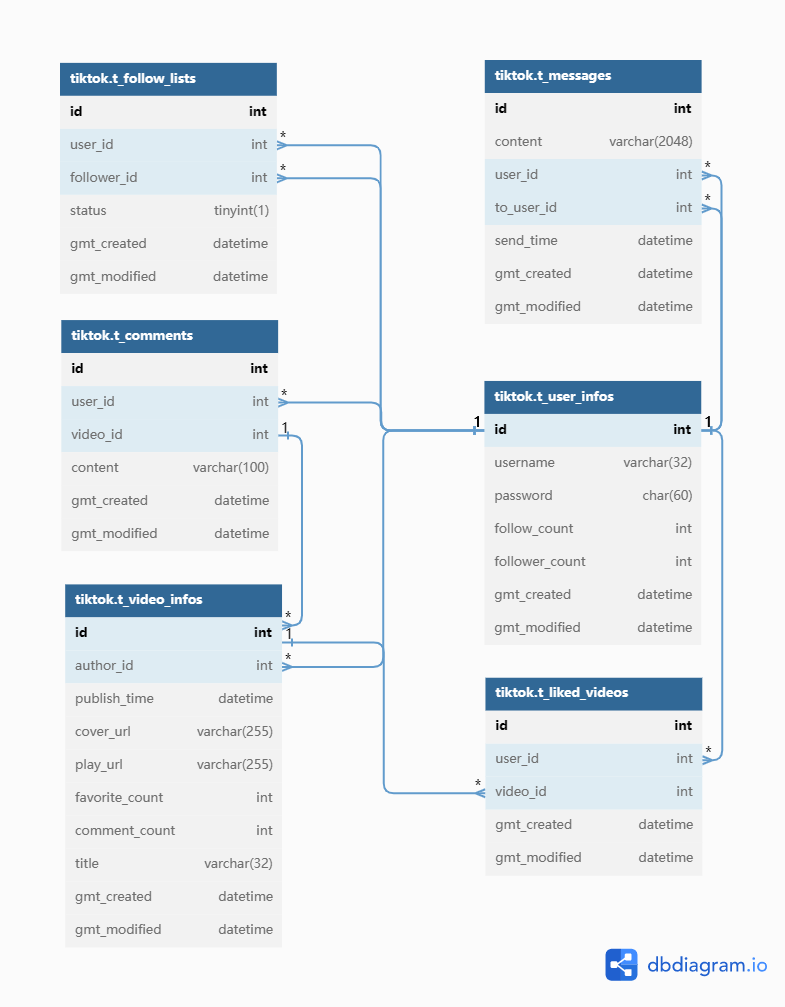 tiktok.t_follow_lists
id int
user_id int *
follower_id int *
status tinyint(1)
gmt_created datetime
gmt_modified datetime
tiktok.t_messages
id int
content varchar(2048)
user_id int *
to_user_id int *
send_time datetime
gmt_created datetime
gmt_modified datetime
tiktok.t_comments
id int
user_id int *
video_id int 1
content varchar(100)
gmt_created datetime
gmt_modified datetime
tiktok.t_user_infos
1 id int 1
username varchar(32)
password char(60)
follow_count int
follower_count int
gmt_created datetime
gmt_modified datetime
tiktok.t_video_infos
*
id int 1
author_id int *
publish_time datetime
cover_url varchar(255)
play_url varchar(255)
favorite_count int
comment_count int
title varchar(32)
gmt_created datetime
gmt_modified datetime
tiktok.t_liked_videos
id int
user_id int *
* video_id int
gmt_created datetime
gmt_modified datetime
dbdiagram.io